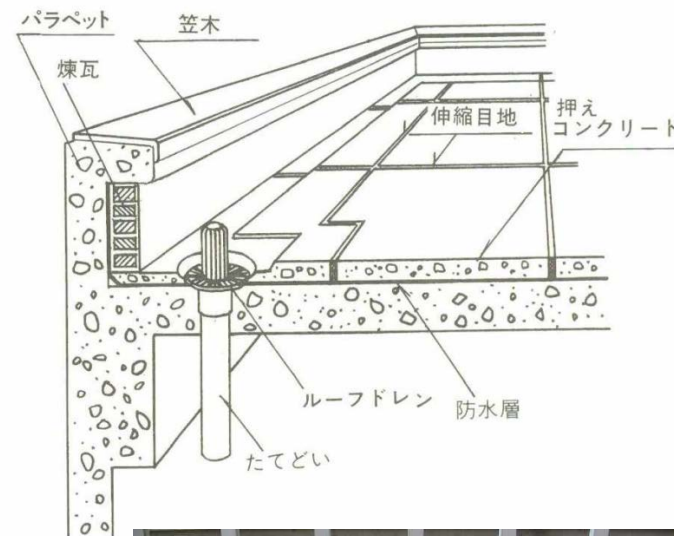 パラペット
笠木
煉瓦
伸縮目地
押え
コンクリート
ルーフドレン
防水層
たてどい